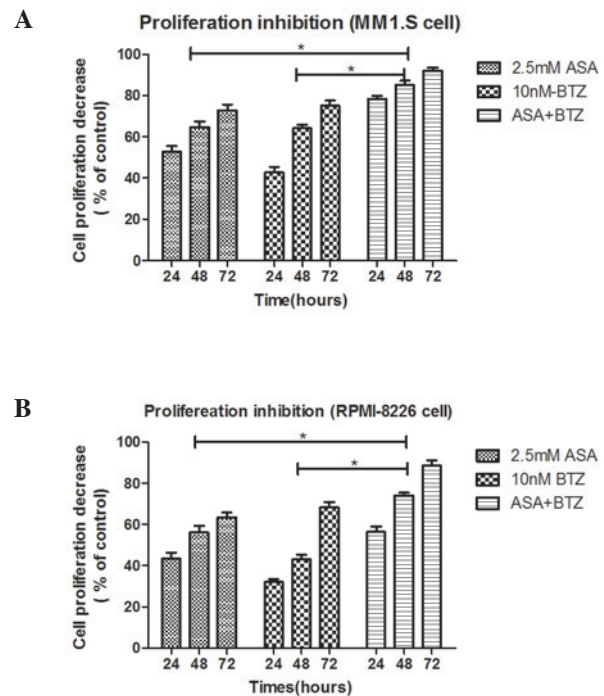 A
Proliferation inhibition (MM1.S cell)
100
80
60
40
20
0
Cell proliferation decrease
( % of control)
*
*
24 48 72 24 48 72 24 48 72
Time(hours)
2.5mM ASA
10nM-BTZ
ASA+BTZ
B
Prolifereation inhibition (RPMI-8226 cell)
100
80
60
40
20
0
Cell proliferation decrease
( % of control)
*
*
24 48 72 24 48 72 24 48 72
Times(hours)
2.5mM ASA
10nM BTZ
ASA+BTZ